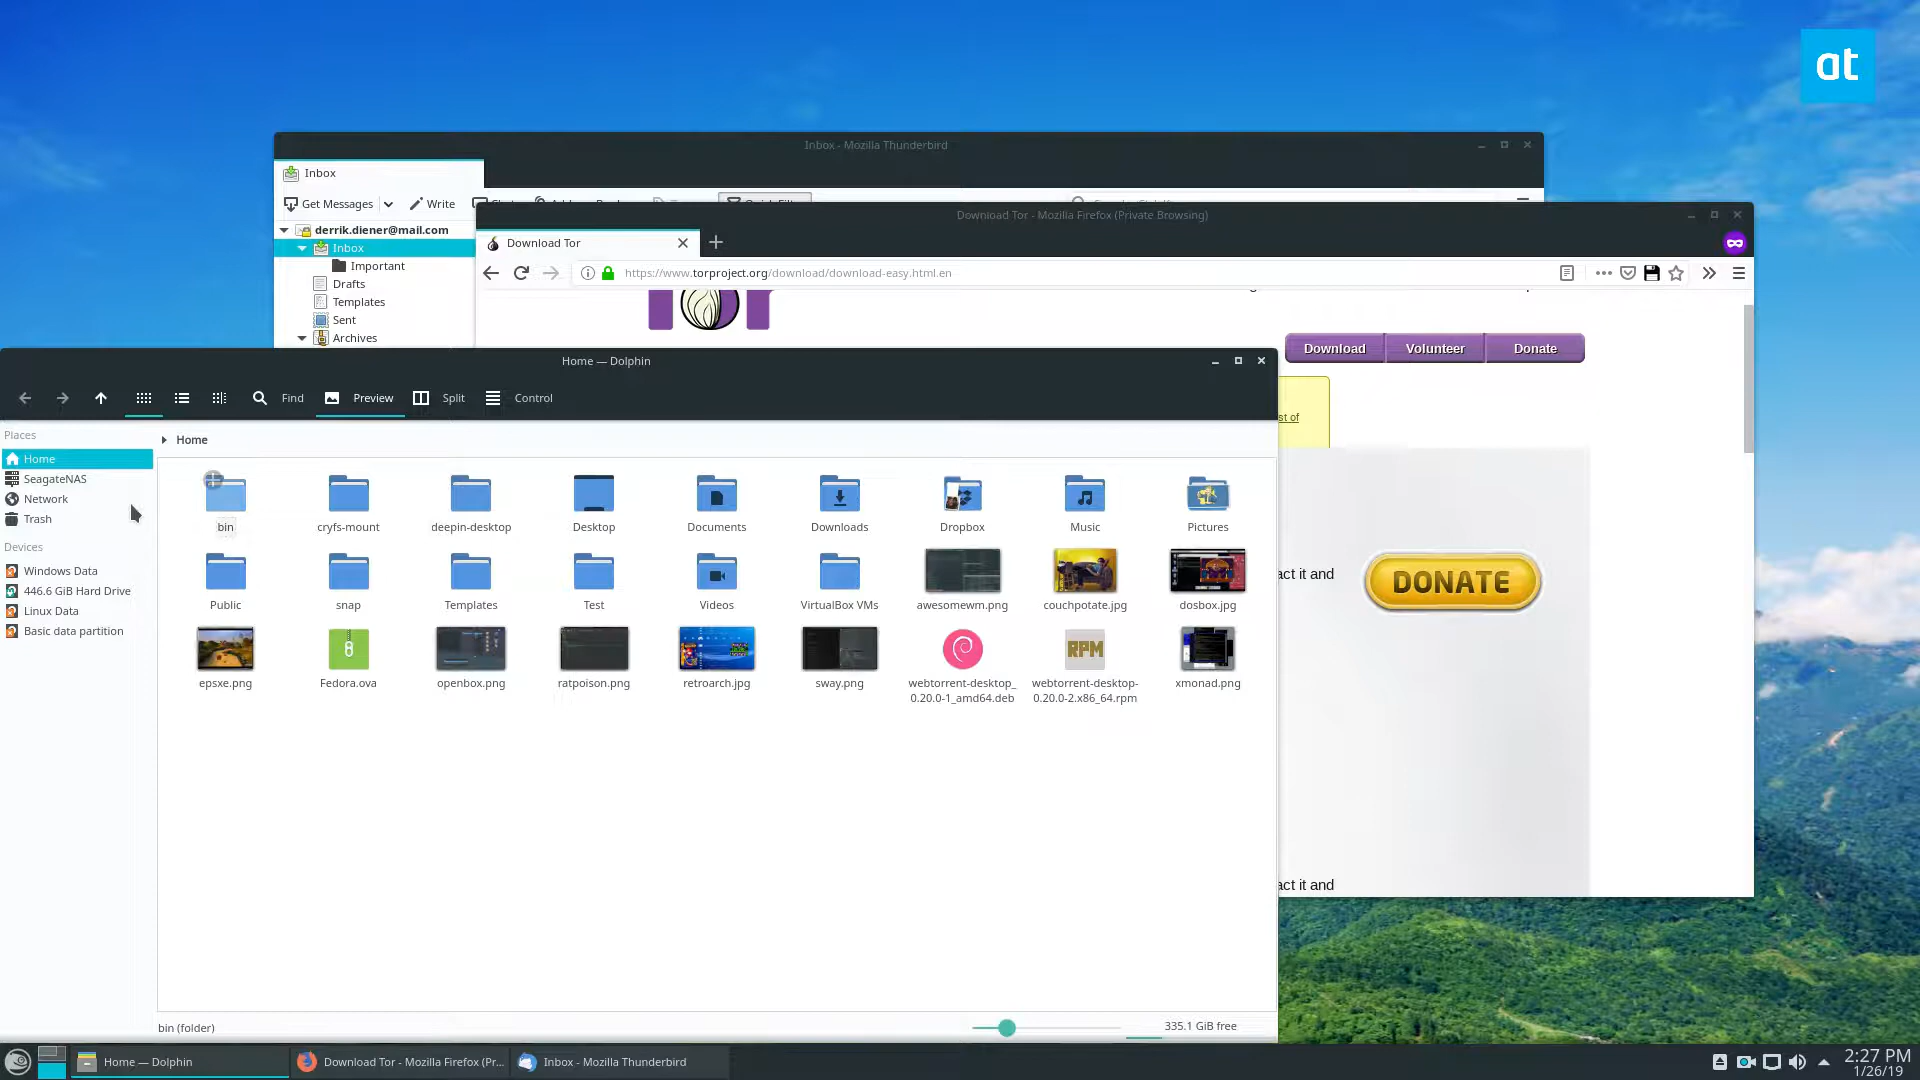 at
Inbox - Mozilla Thunderbird
Inbox
Get Messages
Write
derrik.diener@mail.com
Inbox
Important
Drafts
Templates
Sent
Archives
Download Tor - Mozilla Firefox (Private Browsing)
Download Tor
https://www.torproject.org/download/download-easy.html.en
Download
Volunteer
Donate
st of
act it and
DONATE
act it and
Home — Dolphin
Find
Preview
Split
Control
Places
Home
SeagateNAS
Network
Trash
Devices
Windows Data
446.6 GiB Hard Drive
Linux Data
Basic data partition
Home
bin
cryfs-mount
deepin-desktop
Desktop
Documents
Downloads
Dropbox
Music
Pictures
Public
snap
Templates
Test
Videos
VirtualBox VMs
awesomewm.png
couchpotate.jpg
dosbox.jpg
epsxe.png
Fedora.ova
openbox.png
ratpoison.png
retroarch.jpg
sway.png
webtorrent-desktop_
0.20.0-1_amd64.deb
RPM
webtorrent-desktop-
0.20.0-2.x86_64.rpm
xmonad.png
bin (folder)
335.1 GiB free
Home — Dolphin
Download Tor - Mozilla Firefox (Pr...
Inbox - Mozilla Thunderbird
2:27 PM
1/26/19